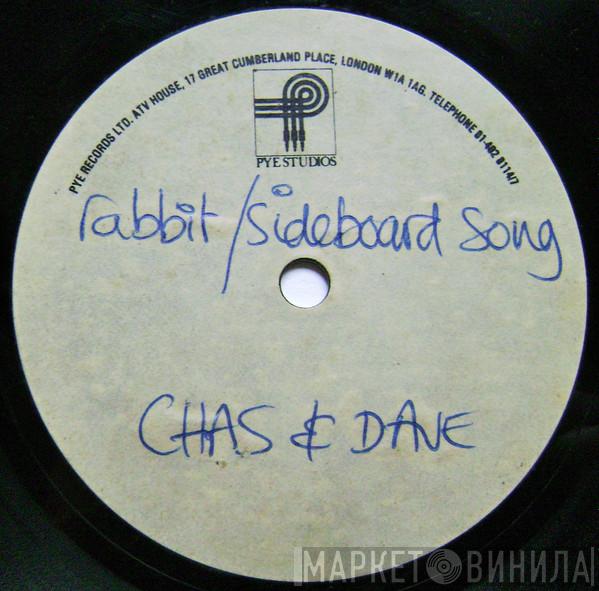 PYE RECORDS LTD. ATV HOUSE, 17 GREAT CUMBERLAND PLACE, LONDON W1A 1AG. TELEPHONE 01-402 8114/7
PYE STUDIOS
rabbit/Sideboard Song
CHAS & DAVE
МАРКЕТ ВИНИЛА